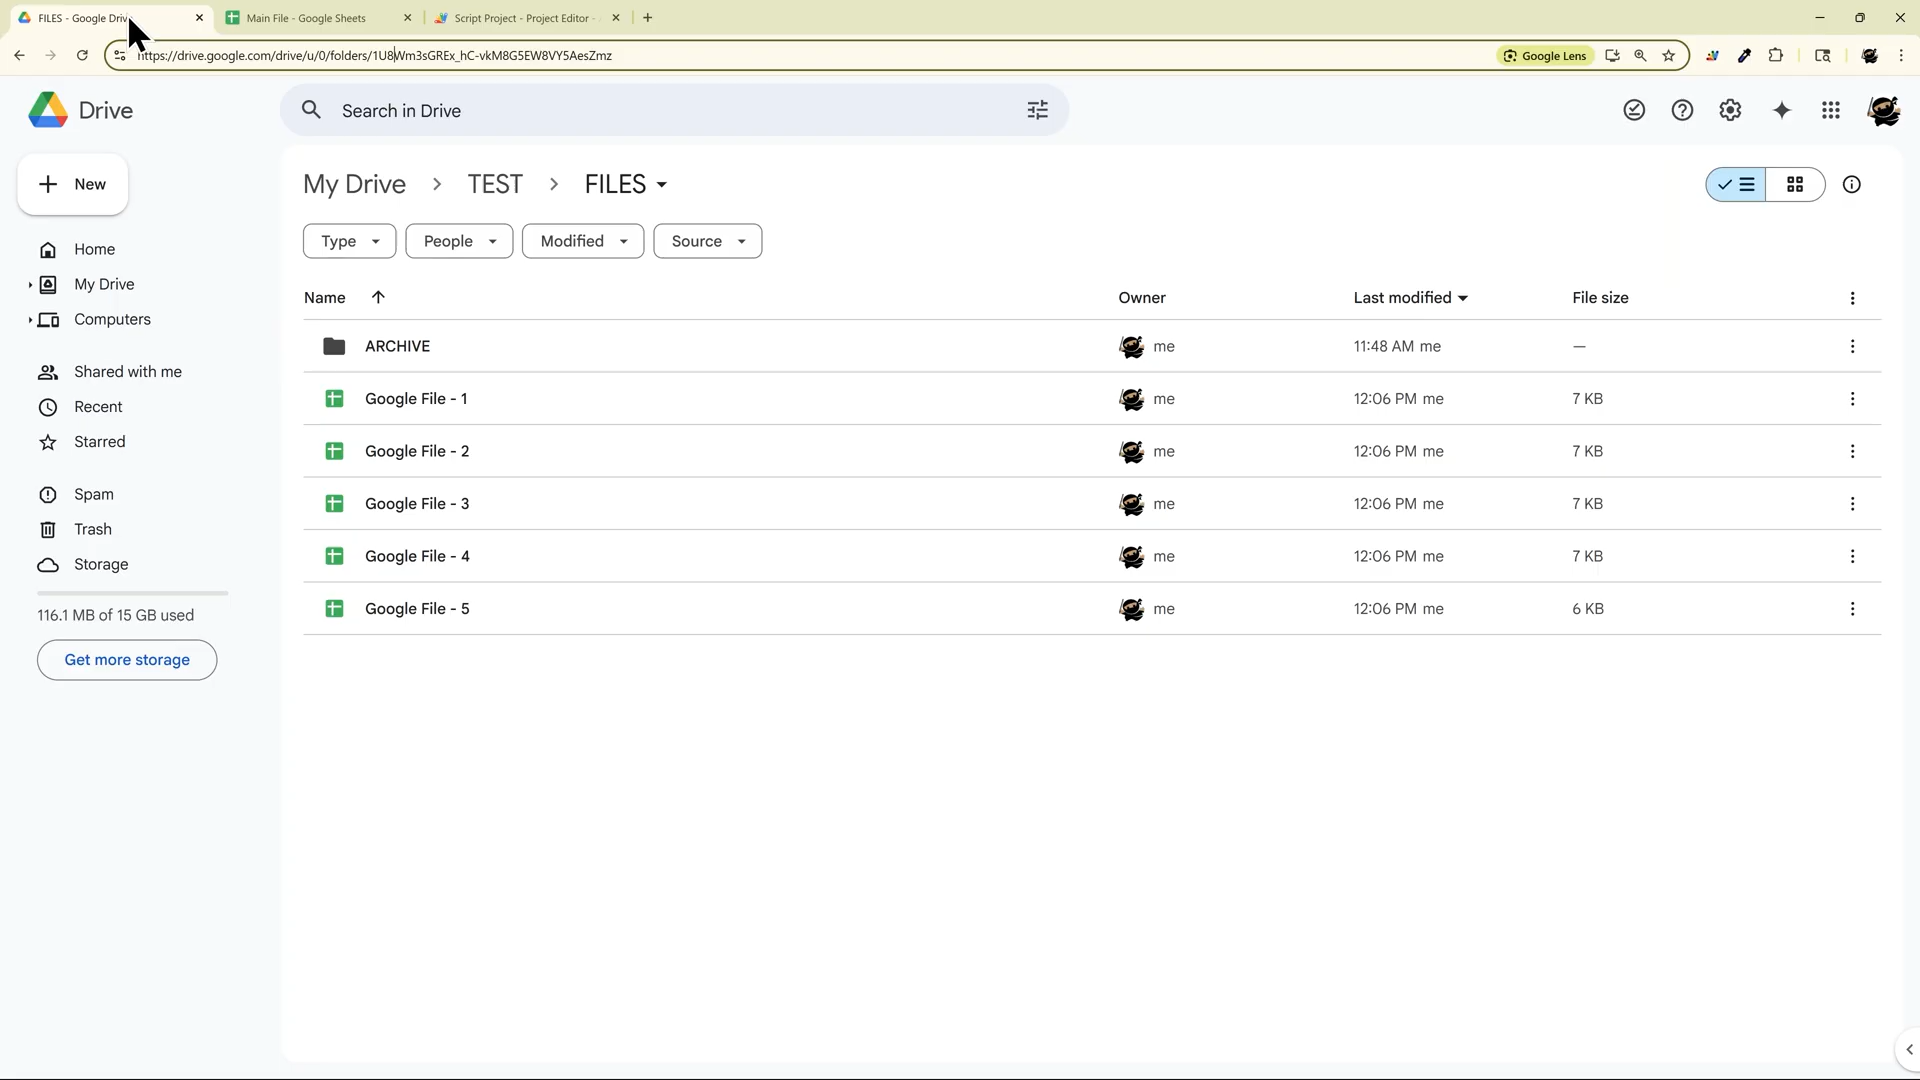 FILES - Google Driv
Main File - Google Sheets
Script Project - Project Editor -
https://drive.google.com/drive/u/0/folders/1U8Wm3sGREx_hC-vkM8G5EW8VY5AesZmz
Google Lens
Drive
Search in Drive
New
My Drive > TEST > FILES
Type
People
Modified
Source
Home
My Drive
Computers
Shared with me
Recent
Starred
Spam
Trash
Storage
116.1 MB of 15 GB used
Get more storage
Name Owner Last modified File size
ARCHIVE me 11:48 AM me —
Google File - 1 me 12:06 PM me 7 KB
Google File - 2 me 12:06 PM me 7 KB
Google File - 3 me 12:06 PM me 7 KB
Google File - 4 me 12:06 PM me 7 KB
Google File - 5 me 12:06 PM me 6 KB